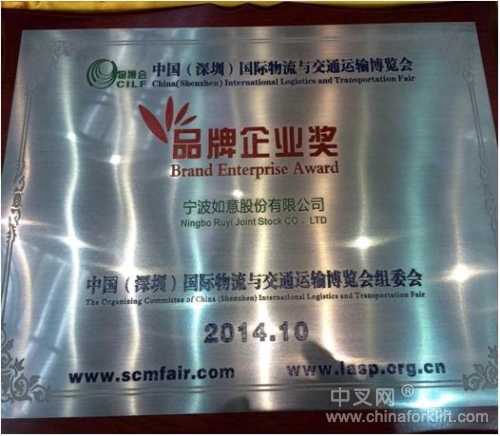 物博会
CILF
中国（深圳）国际物流与交通运输博览会
China(Shenzhen) International Logistics and Transportation Fair
品牌企业奖
Brand Enterprise Award
宁波如意股份有限公司
Ningbo Ruyi Joint Stock CO., LTD
中国（深圳）国际物流与交通运输博览会组委会
The Organizing Committee of China (Shenzhen) International Logistics and Transportation Fair
2014.10
www.scmfair.com www.lasp.org.cn
中叉网®
www.chinaforklift.com